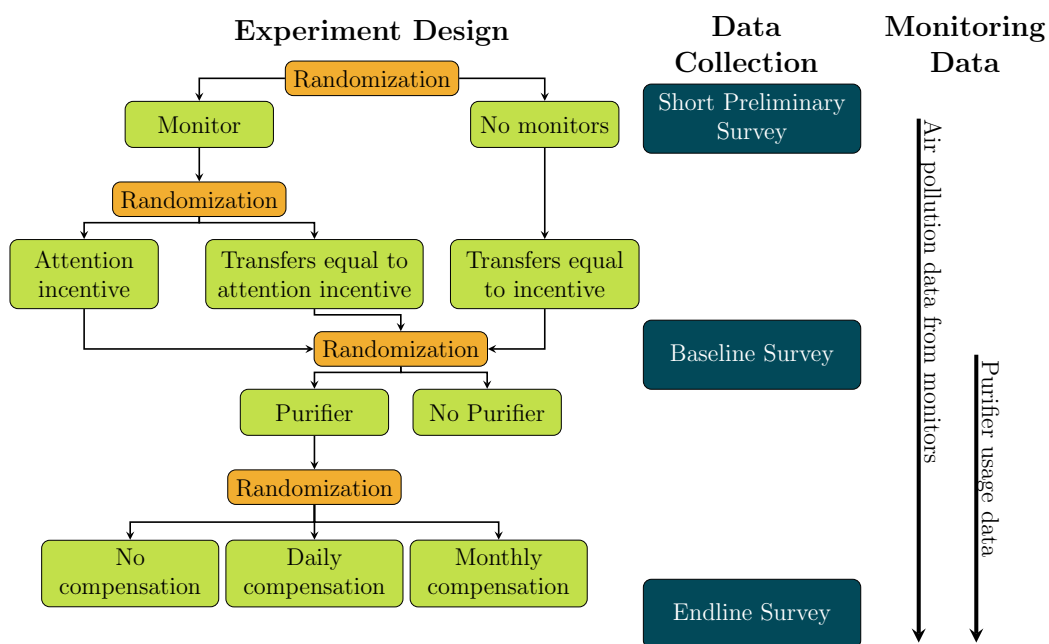 Experiment Design
Data
Collection
Monitoring
Data
Randomization
Monitor
No monitors
Short Preliminary
Survey
Randomization
Attention
incentive
Transfers equal to
attention incentive
Transfers equal
to incentive
Randomization
Baseline Survey
Purifier
No Purifier
Randomization
No
compensation
Daily
compensation
Monthly
compensation
Endline Survey
Air pollution data from monitors
Purifier usage data